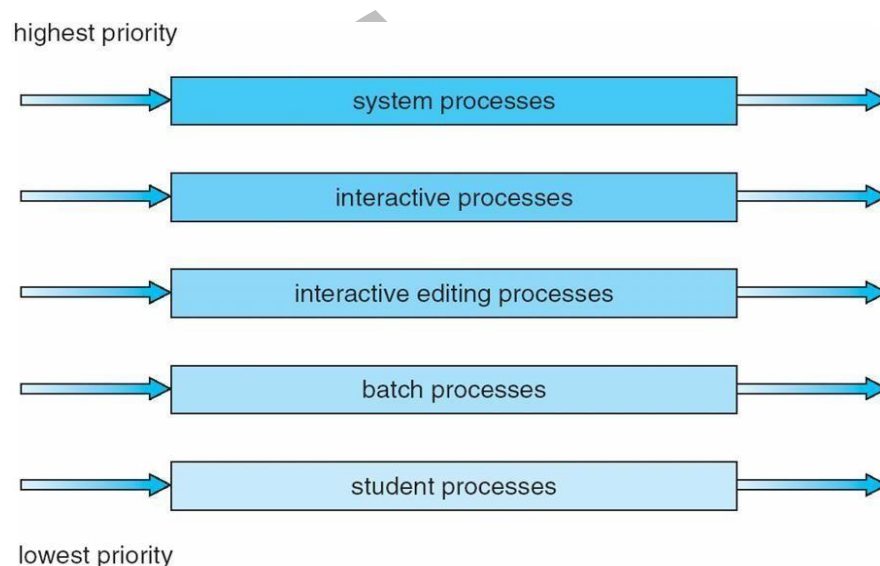 highest priority
system processes
interactive processes
interactive editing processes
batch processes
student processes
lowest priority